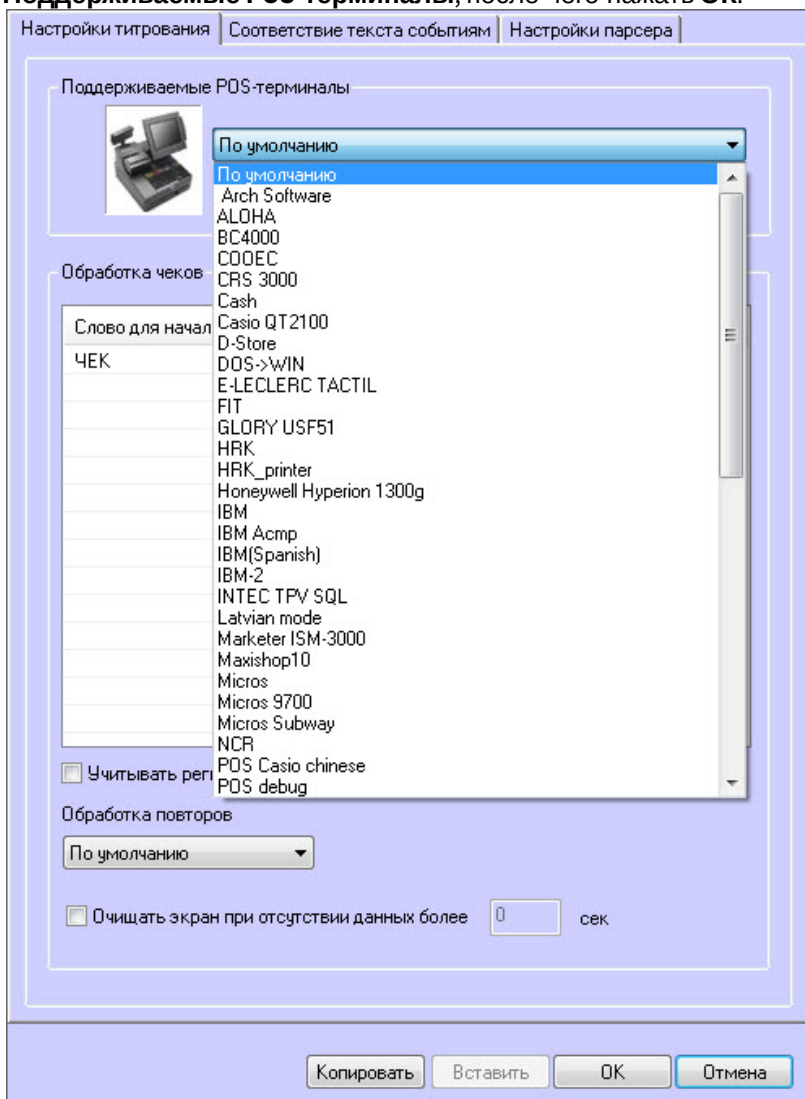 Поддерживаемые POS-терминалы, после чего нажать ОК.
Настройки титрования Соответствие текста событиям Настройки парсера
Поддерживаемые POS-терминалы
По умолчанию
По умолчанию
Arch Software
ALOHA
BC4000
COOEC
CRS 3000
Cash
Casio QT2100
D-Store
DOS->WIN
E-LECLERC TACTIL
FIT
GLORY USF51
HRK
HRK_printer
Honeywell Hyperion 1300g
IBM
IBM Acmp
IBM(Spanish)
IBM-2
INTEC TPV SQL
Latvian mode
Marketer ISM-3000
Maxishop10
Micros
Micros 9700
Micros Subway
NCR
POS Casio chinese
POS debug
Обработка чеков
Слово для начал
ЧЕК
Учитывать рег
Обработка повторов
По умолчанию
Очищать экран при отсутствии данных более 0 сек
Копировать Вставить OK Отмена